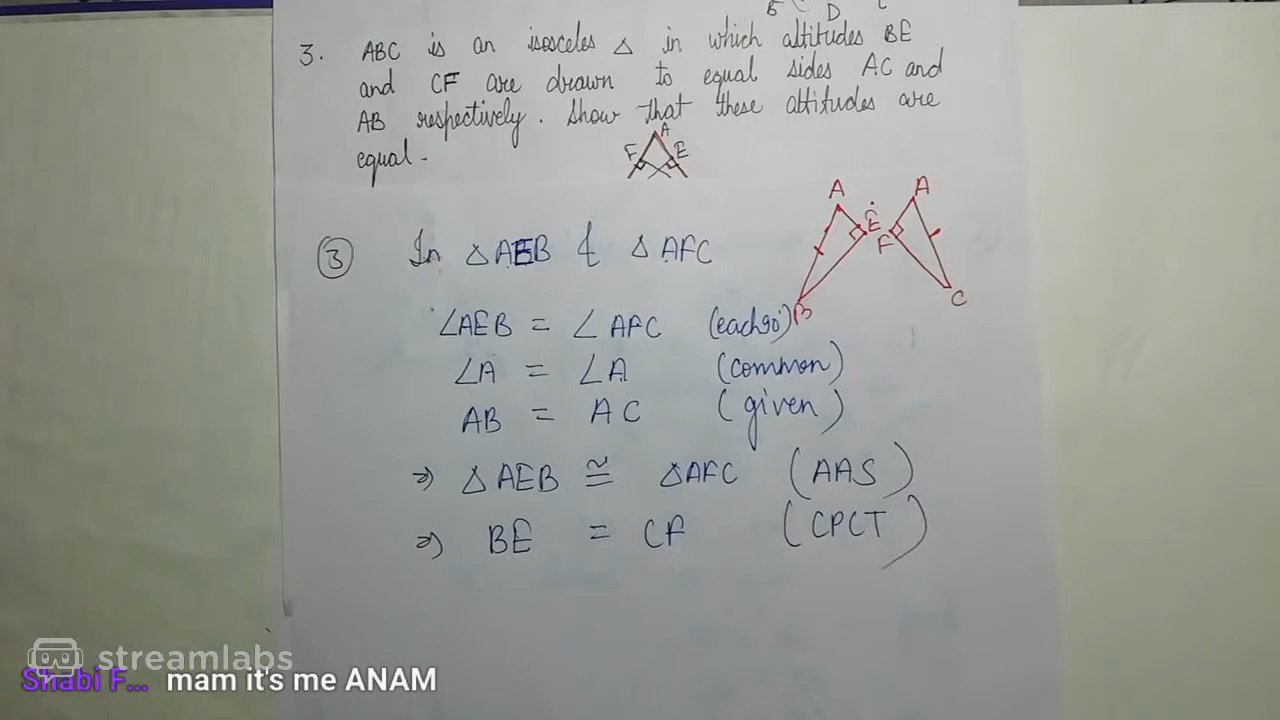 B D C
3. ABC is an isosceles △ in which altitudes BE
and CF are drawn to equal sides AC and
AB respectively. Show that these altitudes are
equal.
A
F E
A A
E F
B C
③ In △AEB & △AFC
∠AEB = ∠AFC (each 90°)
∠A = ∠A (common)
AB = AC (given)
⇒ △AEB ≅ △AFC (AAS)
⇒ BE = CF (CPCT)
streamlabs
Shabi F... mam it's me ANAM